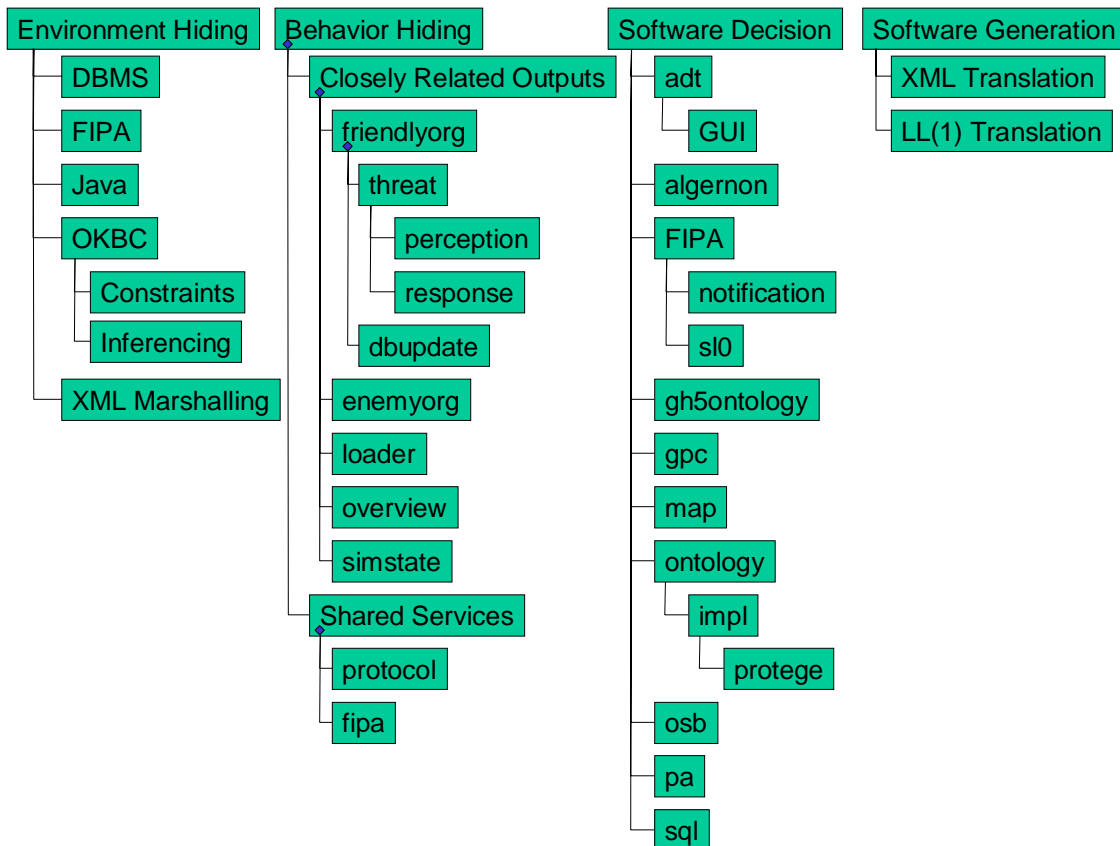 Environment Hiding
DBMS
FIPA
Java
OKBC
Constraints
Inferencing
XML Marshalling
Behavior Hiding
Closely Related Outputs
friendlyorg
threat
perception
response
dbupdate
enemyorg
loader
overview
simstate
Shared Services
protocol
fipa
Software Decision
adt
GUI
algernon
FIPA
notification
sl0
gh5ontology
gpc
map
ontology
impl
protege
osb
pa
sql
Software Generation
XML Translation
LL(1) Translation